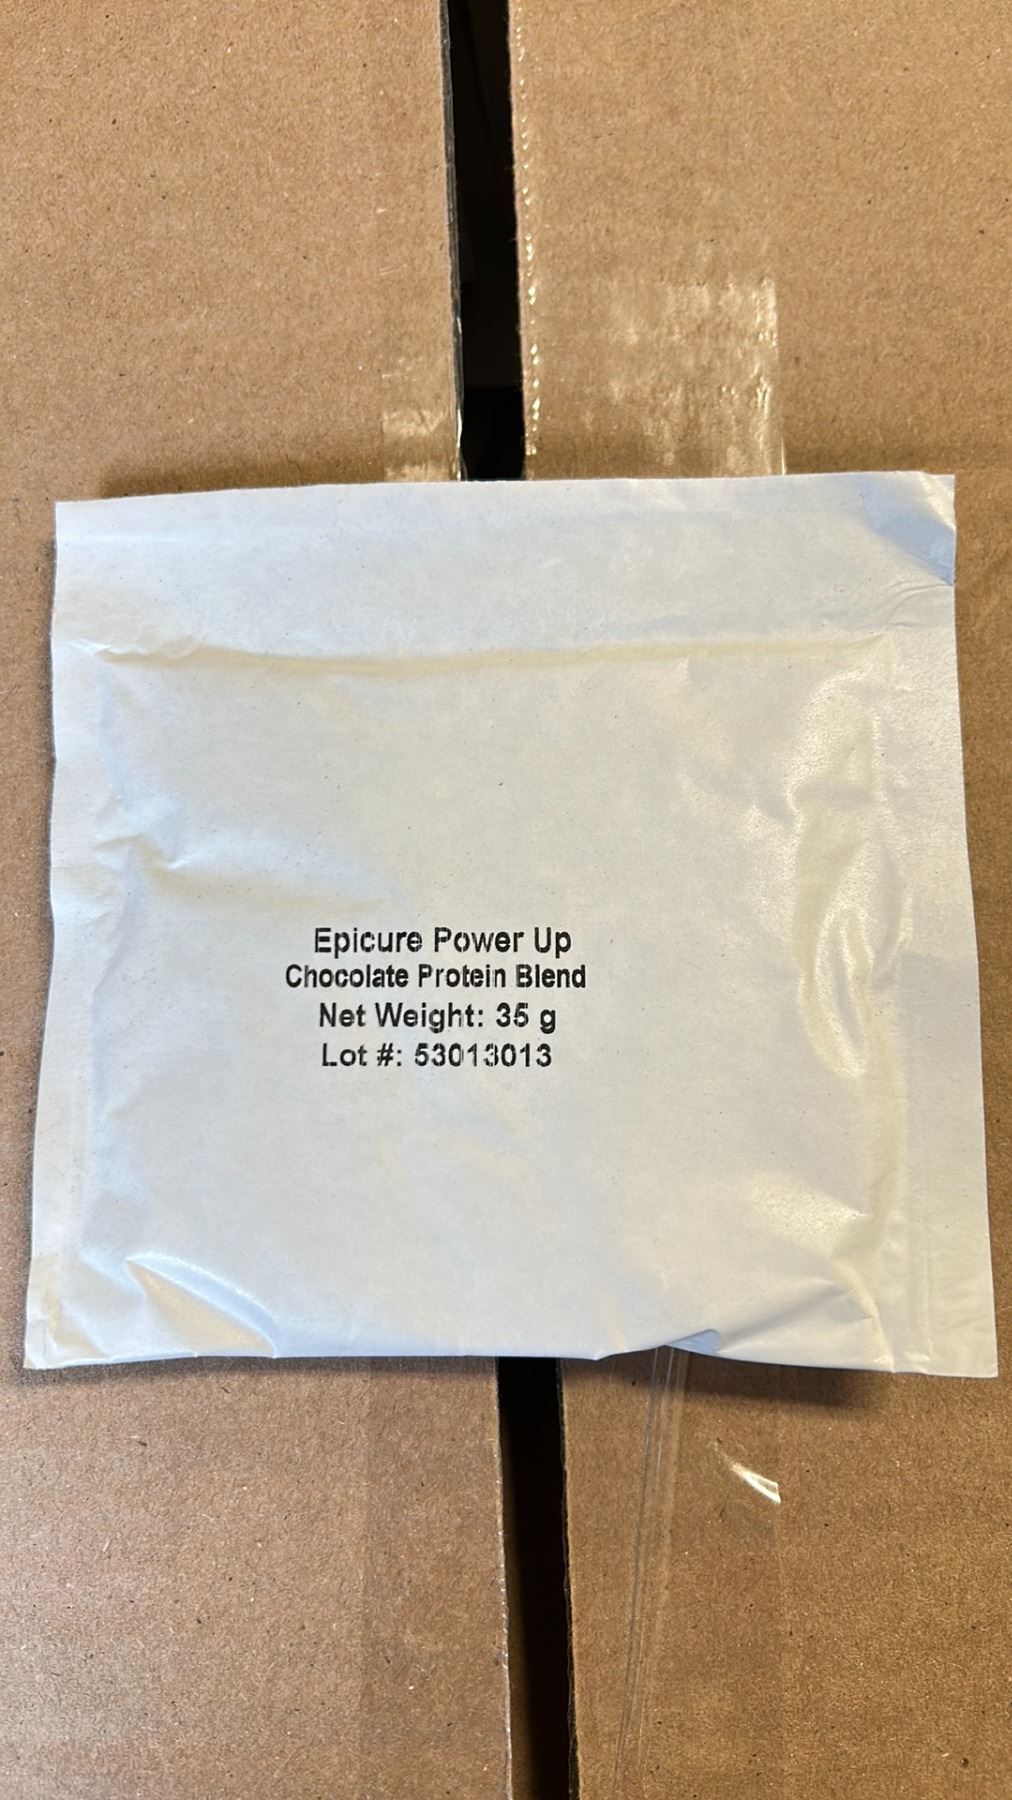 Epicure Power Up
Chocolate Protein Blend
Net Weight: 35 g
Lot #: 53013013